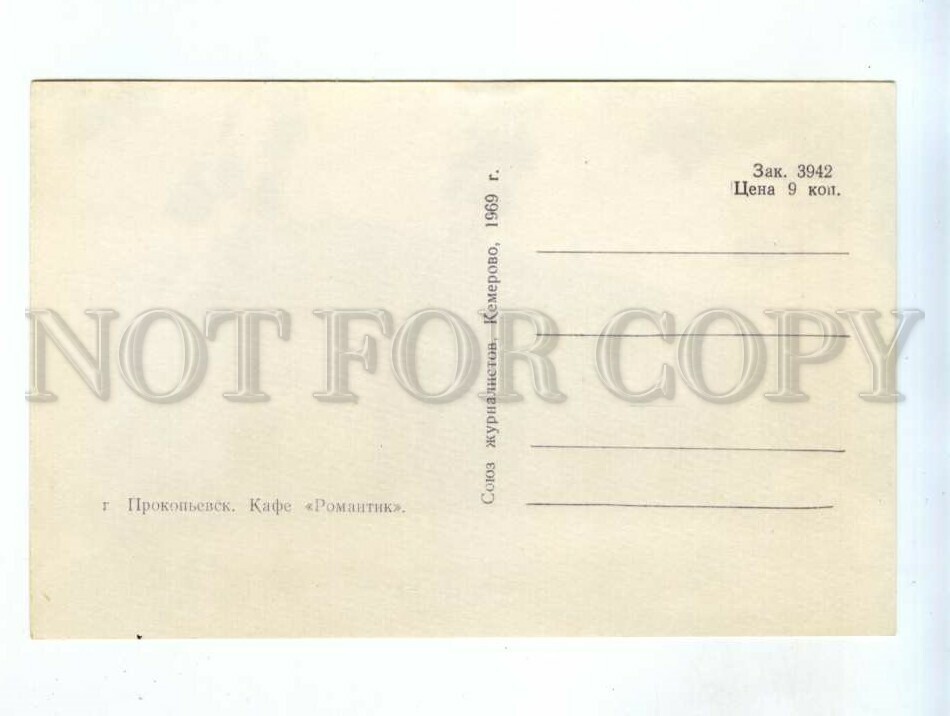 Зак. 3942
Цена 9 коп.
Союз журналистов, Кемерово, 1969 г.
NOT FOR COPY
г Прокопьевск. Кафе «Романтик».